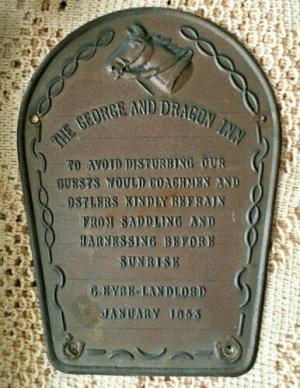 THE GEORGE AND DRAGON INN
TO AVOID DISTURBING OUR
GUESTS WOULD COACHMEN AND
OSTLERS KINDLY REFRAIN
FROM SADDLING AND
HARNESSING BEFORE
SUNRISE
G.EYRE-LANDLORD
JANUARY 1853